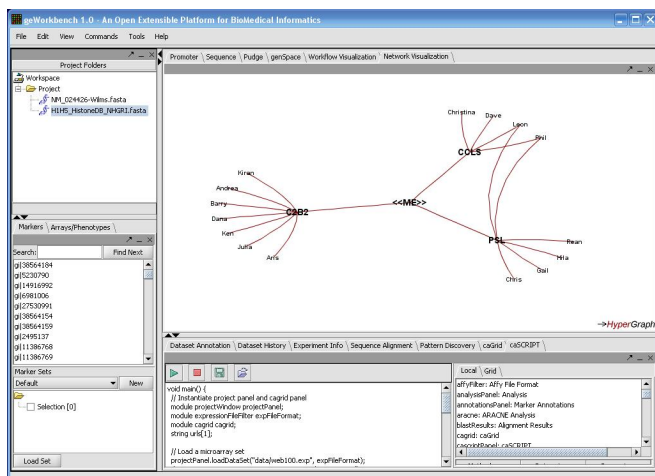 geWorkbench 1.0 - An Open Extensible Platform for BioMedical Informatics
File Edit View Commands Tools Help
Project Folders
Workspace
Project
NM_024426-Wilms.fasta
H1H5_HistoneDB_NHGRI.fasta
Markers Arrays/Phenotypes
Search: Find Next
gi|38564184
gi|5230790
gi|14916992
gi|6981006
gi|27530991
gi|38564154
gi|38564159
gi|2495137
gi|11386768
gi|11386769
Marker Sets
Default New
Selection [0]
Load Set
Promoter Sequence Pudge genSpace Workflow Visualization Network Visualization
Christina
Dave
Leon
Phil
CCLS
Kiran
Andrea
Barry
Dana
Ken
Julia
Aris
C2B2
<<ME>>
PSL
Rean
Hila
Gail
Chris
→HyperGraph
Dataset Annotation Dataset History Experiment Info Sequence Alignment Pattern Discovery caGrid caSCRIPT
void main() {
// Instantiate project panel and cagrid panel
module projectWindow projectPanel;
module expressionFileFilter expFileFormat;
module cagrid cagrid;
string urls[1];
// Load a microarray set
projectPanel.loadDataSet("data/web100.exp", expFileFormat);
Local Grid
affyFilter: Affy File Format
analysisPanel: Analysis
annotationsPanel: Marker Annotations
aracne: ARACNE Analysis
blastResults: Alignment Results
cagrid: caGrid
cascriptPanel: caSCRIPT